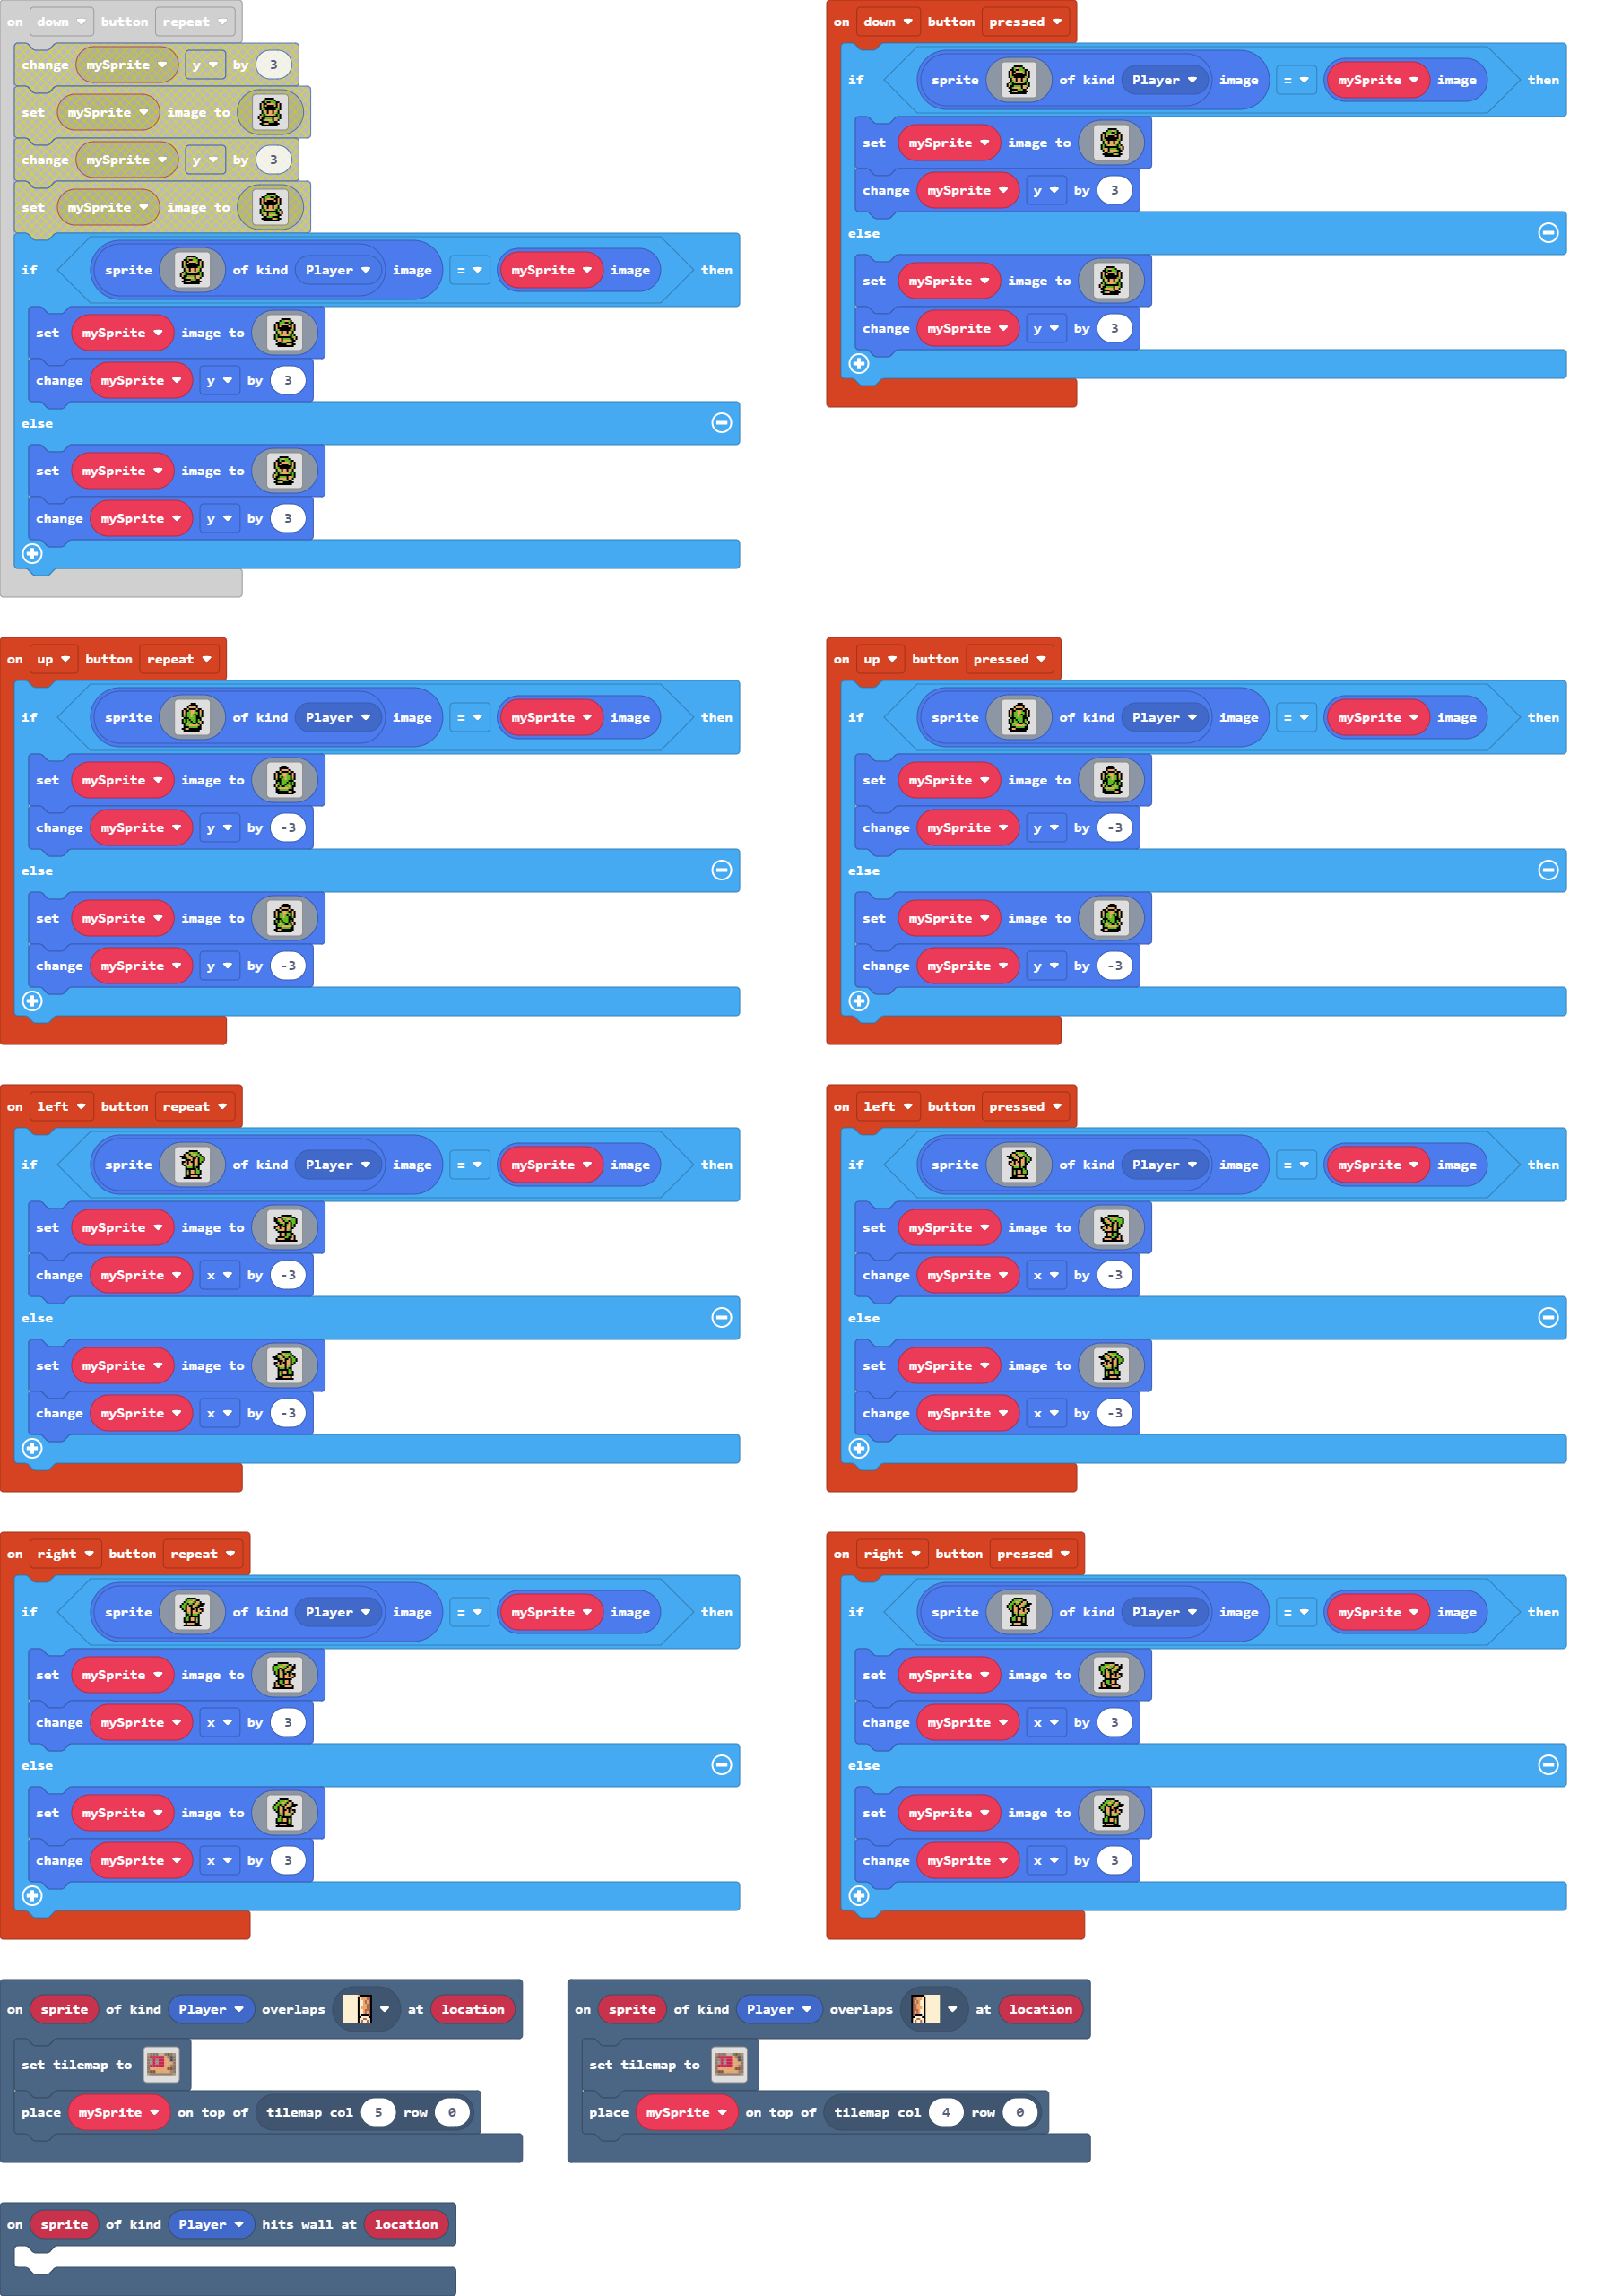 on down button repeat
change mySprite y by 3
set mySprite image to
change mySprite y by 3
set mySprite image to
if sprite of kind Player image = mySprite image then
set mySprite image to
change mySprite y by 3
else
set mySprite image to
change mySprite y by 3
on down button pressed
if sprite of kind Player image = mySprite image then
set mySprite image to
change mySprite y by 3
else
set mySprite image to
change mySprite y by 3
on up button repeat
if sprite of kind Player image = mySprite image then
set mySprite image to
change mySprite y by -3
else
set mySprite image to
change mySprite y by -3
on up button pressed
if sprite of kind Player image = mySprite image then
set mySprite image to
change mySprite y by -3
else
set mySprite image to
change mySprite y by -3
on left button repeat
if sprite of kind Player image = mySprite image then
set mySprite image to
change mySprite x by -3
else
set mySprite image to
change mySprite x by -3
on left button pressed
if sprite of kind Player image = mySprite image then
set mySprite image to
change mySprite x by -3
else
set mySprite image to
change mySprite x by -3
on right button repeat
if sprite of kind Player image = mySprite image then
set mySprite image to
change mySprite x by 3
else
set mySprite image to
change mySprite x by 3
on right button pressed
if sprite of kind Player image = mySprite image then
set mySprite image to
change mySprite x by 3
else
set mySprite image to
change mySprite x by 3
on sprite of kind Player overlaps at location
set tilemap to
place mySprite on top of tilemap col 5 row 0
on sprite of kind Player overlaps at location
set tilemap to
place mySprite on top of tilemap col 4 row 0
on sprite of kind Player hits wall at location